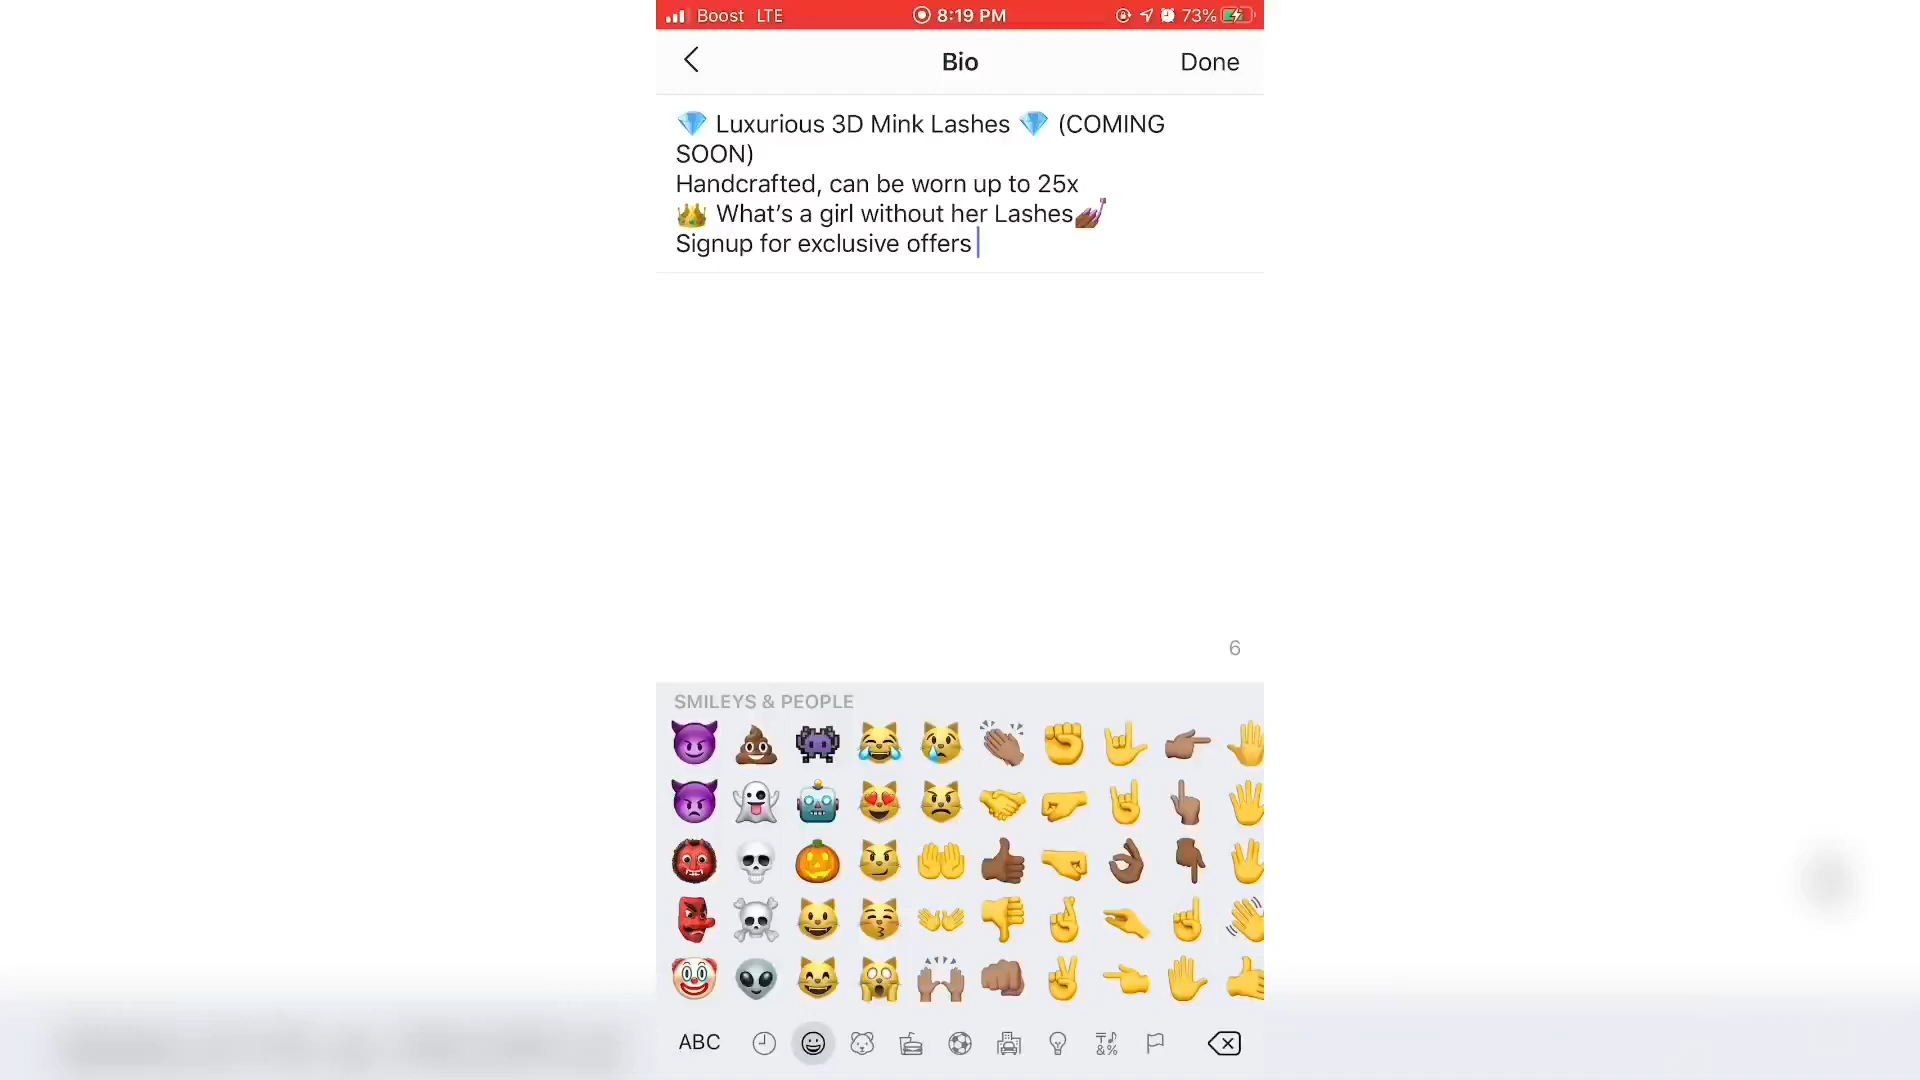 Boost LTE 8:19 PM 73%
Bio Done
💎 Luxurious 3D Mink Lashes 💎 (COMING
SOON)
Handcrafted, can be worn up to 25x
👑 What's a girl without her Lashes💅🏾
Signup for exclusive offers
6
SMILEYS & PEOPLE
ABC